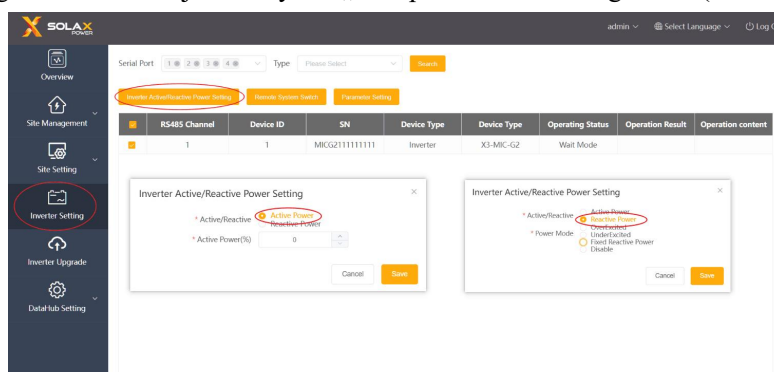 SOLAX
POWER
admin
Select Language
Log
Overview
Site Management
Site Setting
Inverter Setting
Inverter Upgrade
DataHub Setting
Serial Port 1 2 3 4 Type Please Select Search
Inverter Active/Reactive Power Setting Remote System Switch Parameter Setting
RS485 Channel Device ID SN Device Type Device Type Operating Status Operation Result Operation content
1 1 MICG2111111111 Inverter X3-MIC-G2 Wait Mode
Inverter Active/Reactive Power Setting ×
* Active/Reactive Active Power
Reactive Power
* Active Power(%) 0
Cancel Save
Inverter Active/Reactive Power Setting ×
* Active/Reactive Active Power
Reactive Power
* Power Mode OverExcited
UnderExcited
Fixed Reactive Power
Disable
Cancel Save